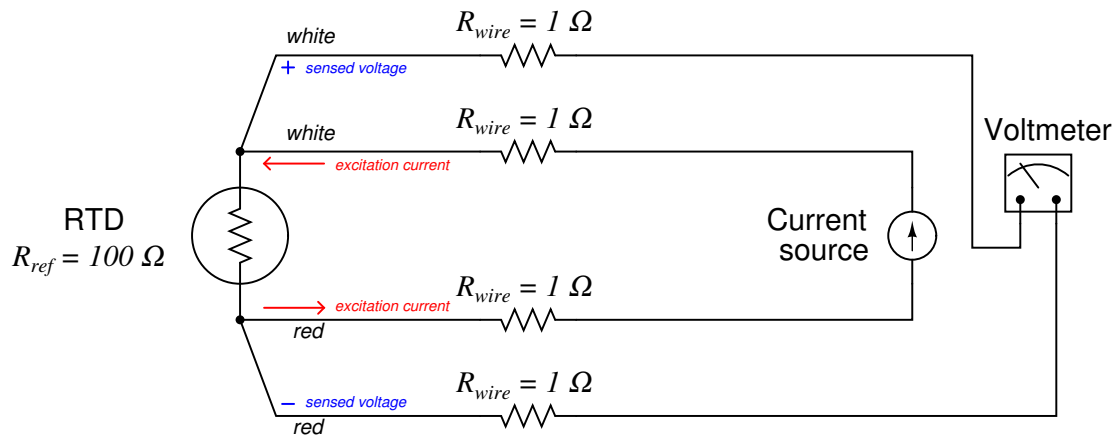 white
R_wire = 1 Ω
+ sensed voltage
white
R_wire = 1 Ω
excitation current
Voltmeter
RTD
R_ref = 100 Ω
Current
source
excitation current
R_wire = 1 Ω
red
R_wire = 1 Ω
− sensed voltage
red